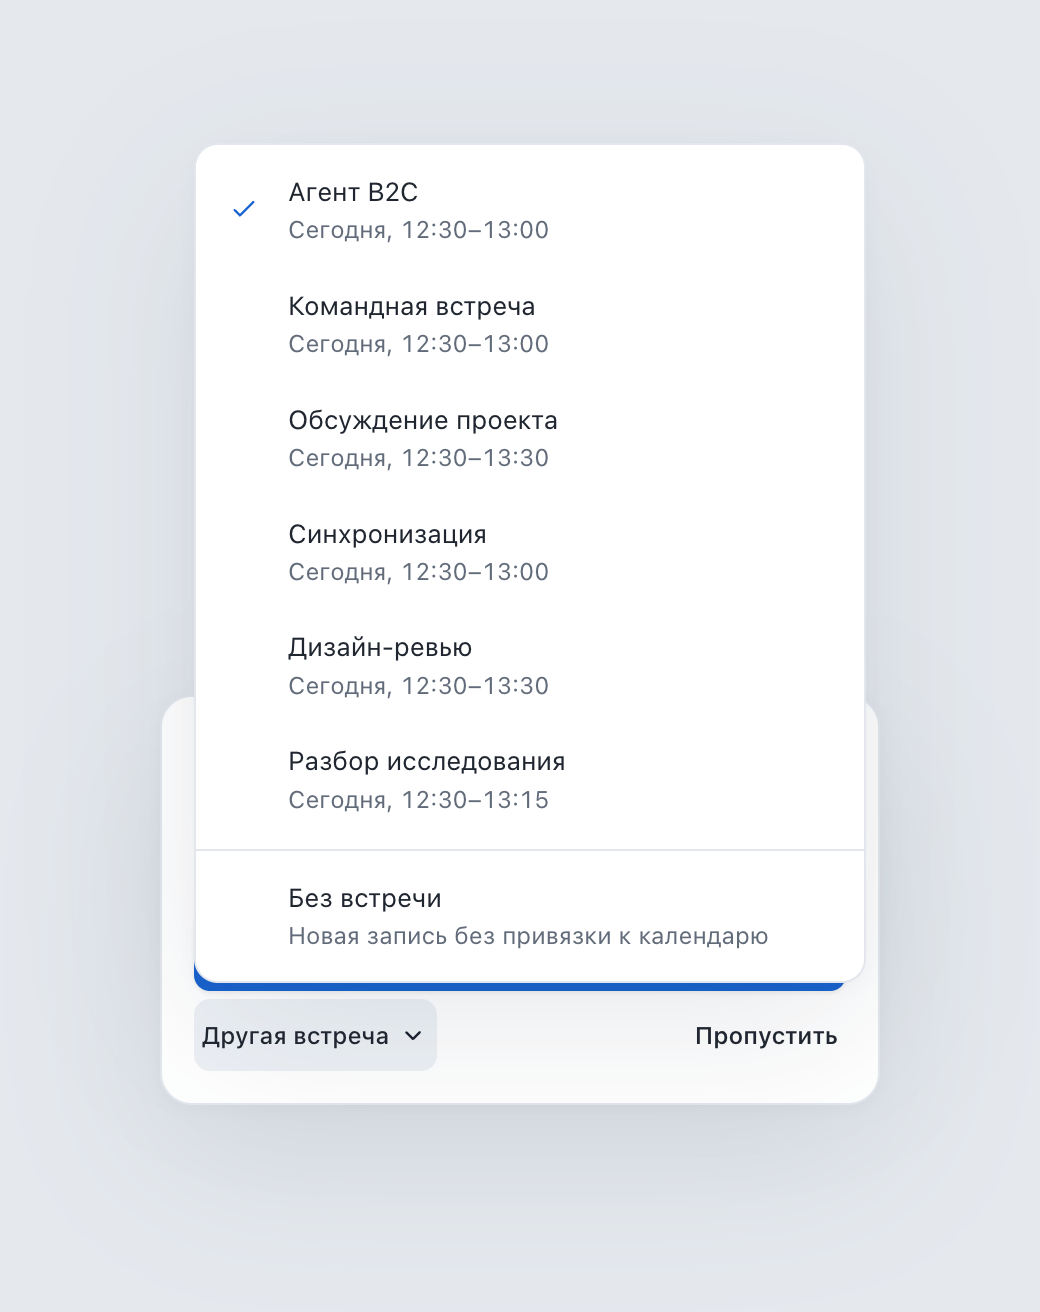 Агент B2C
Сегодня, 12:30–13:00
Командная встреча
Сегодня, 12:30–13:00
Обсуждение проекта
Сегодня, 12:30–13:30
Синхронизация
Сегодня, 12:30–13:00
Дизайн-ревью
Сегодня, 12:30–13:30
Разбор исследования
Сегодня, 12:30–13:15
Без встречи
Новая запись без привязки к календарю
Другая встреча
Пропустить